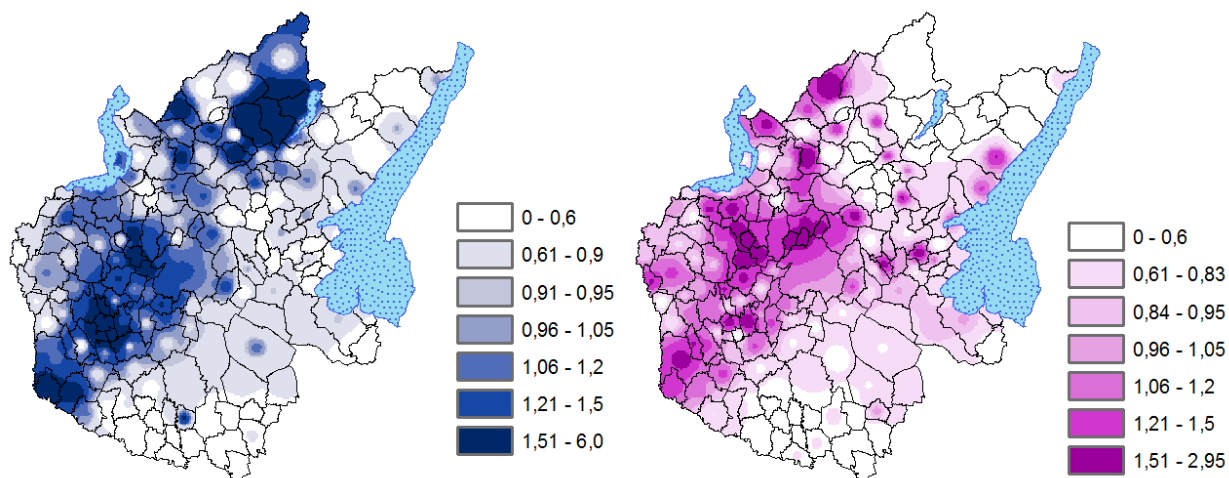 0 - 0,6
0,61 - 0,9
0,91 - 0,95
0,96 - 1,05
1,06 - 1,2
1,21 - 1,5
1,51 - 6,0
0 - 0,6
0,61 - 0,83
0,84 - 0,95
0,96 - 1,05
1,06 - 1,2
1,21 - 1,5
1,51 - 2,95